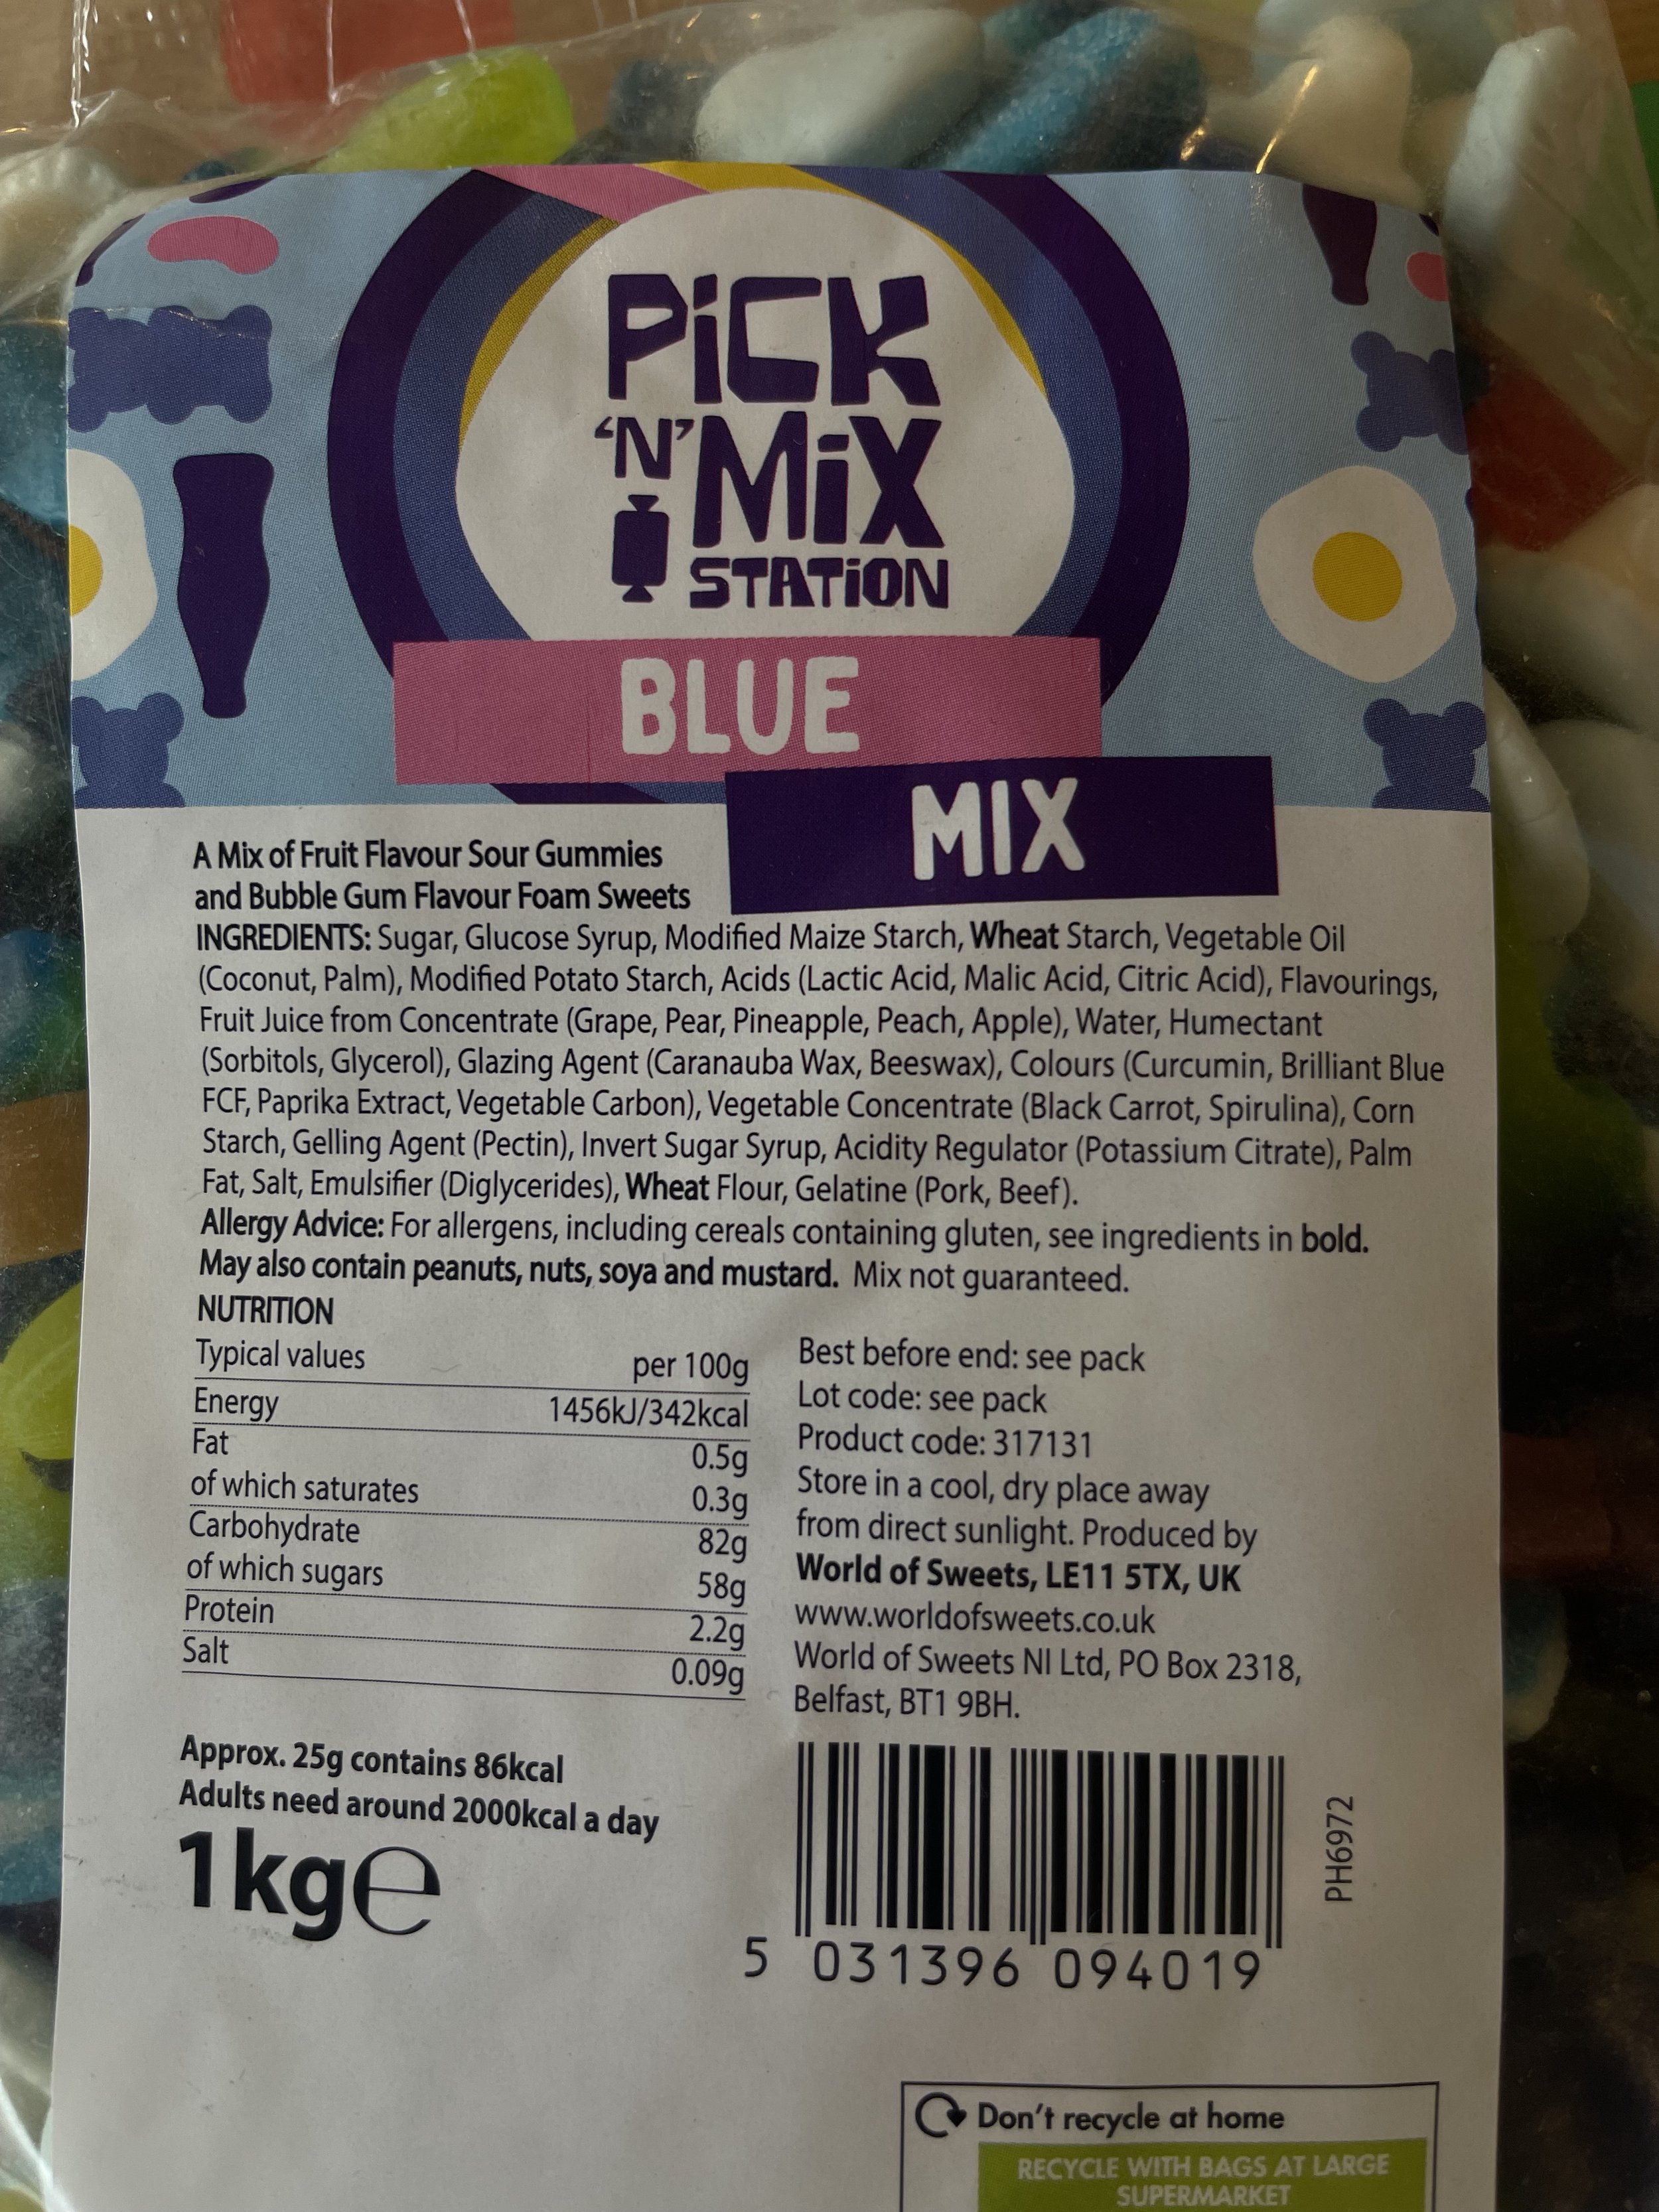 PiCK
‘N’ MiX
STATiON
BLUE
MIX
A Mix of Fruit Flavour Sour Gummies
and Bubble Gum Flavour Foam Sweets
INGREDIENTS: Sugar, Glucose Syrup, Modified Maize Starch, Wheat Starch, Vegetable Oil
(Coconut, Palm), Modified Potato Starch, Acids (Lactic Acid, Malic Acid, Citric Acid), Flavourings,
Fruit Juice from Concentrate (Grape, Pear, Pineapple, Peach, Apple), Water, Humectant
(Sorbitols, Glycerol), Glazing Agent (Caranauba Wax, Beeswax), Colours (Curcumin, Brilliant Blue
FCF, Paprika Extract, Vegetable Carbon), Vegetable Concentrate (Black Carrot, Spirulina), Corn
Starch, Gelling Agent (Pectin), Invert Sugar Syrup, Acidity Regulator (Potassium Citrate), Palm
Fat, Salt, Emulsifier (Diglycerides), Wheat Flour, Gelatine (Pork, Beef).
Allergy Advice: For allergens, including cereals containing gluten, see ingredients in bold.
May also contain peanuts, nuts, soya and mustard. Mix not guaranteed.
NUTRITION
Typical values per 100g
Energy 1456kJ/342kcal
Fat 0.5g
of which saturates 0.3g
Carbohydrate 82g
of which sugars 58g
Protein 2.2g
Salt 0.09g
Best before end: see pack
Lot code: see pack
Product code: 317131
Store in a cool, dry place away
from direct sunlight. Produced by
World of Sweets, LE11 5TX, UK
www.worldofsweets.co.uk
World of Sweets NI Ltd, PO Box 2318,
Belfast, BT1 9BH.
Approx. 25g contains 86kcal
Adults need around 2000kcal a day
1kg℮
5 031396 094019
PH6972
Don't recycle at home
RECYCLE WITH BAGS AT LARGE
SUPERMARKET